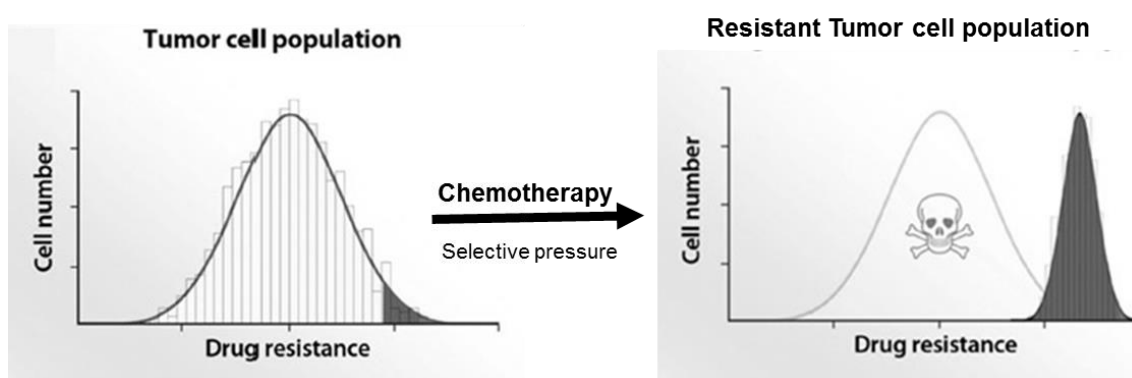 Tumor cell population
Cell number
Drug resistance
Chemotherapy
Selective pressure
Resistant Tumor cell population
Cell number
Drug resistance